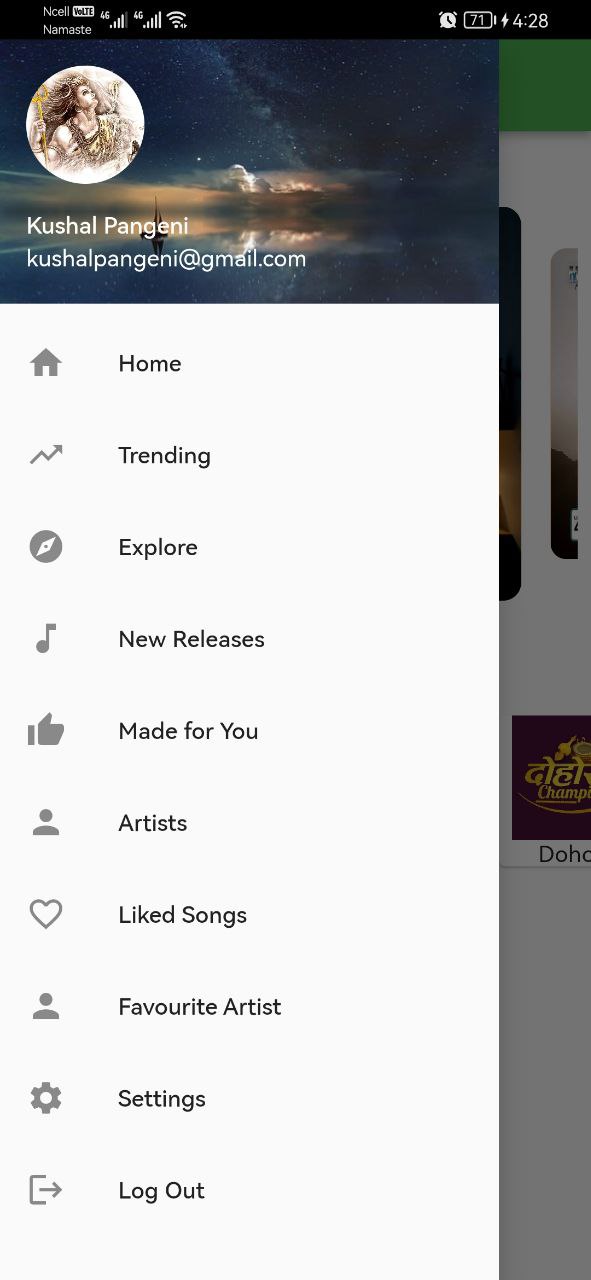 Ncell VoLTE 4G 4G 71 4:28
Namaste
Kushal Pangeni
kushalpangeni@gmail.com
Home
Trending
Explore
New Releases
Made for You
Artists
Liked Songs
Favourite Artist
Settings
Log Out
Champi
Doho